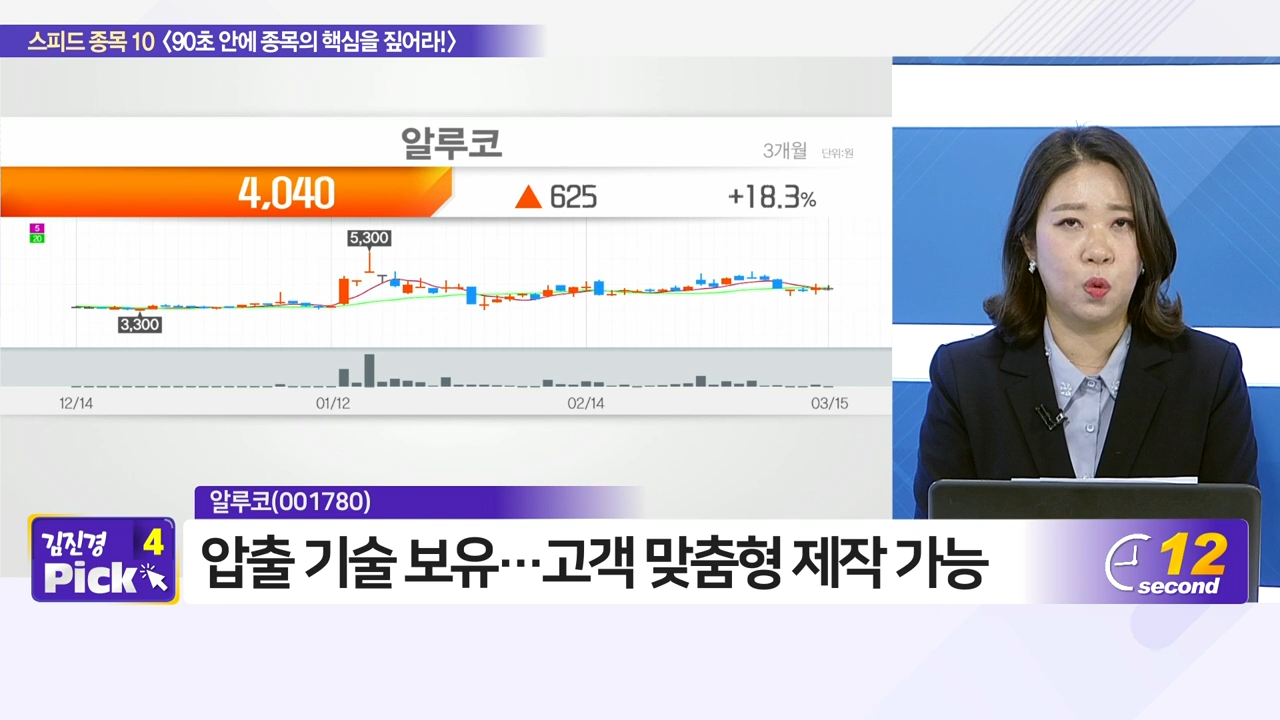 스피드 종목 10 〈90초 안에 종목의 핵심을 짚어라!〉
알루코
3개월 단위:원
4,040 ▲ 625 +18.3%
5
20
5,300
3,300
12/14 01/12 02/14 03/15
알루코(001780)
김진경 4
Pick
압출 기술 보유…고객 맞춤형 제작 가능
12
second